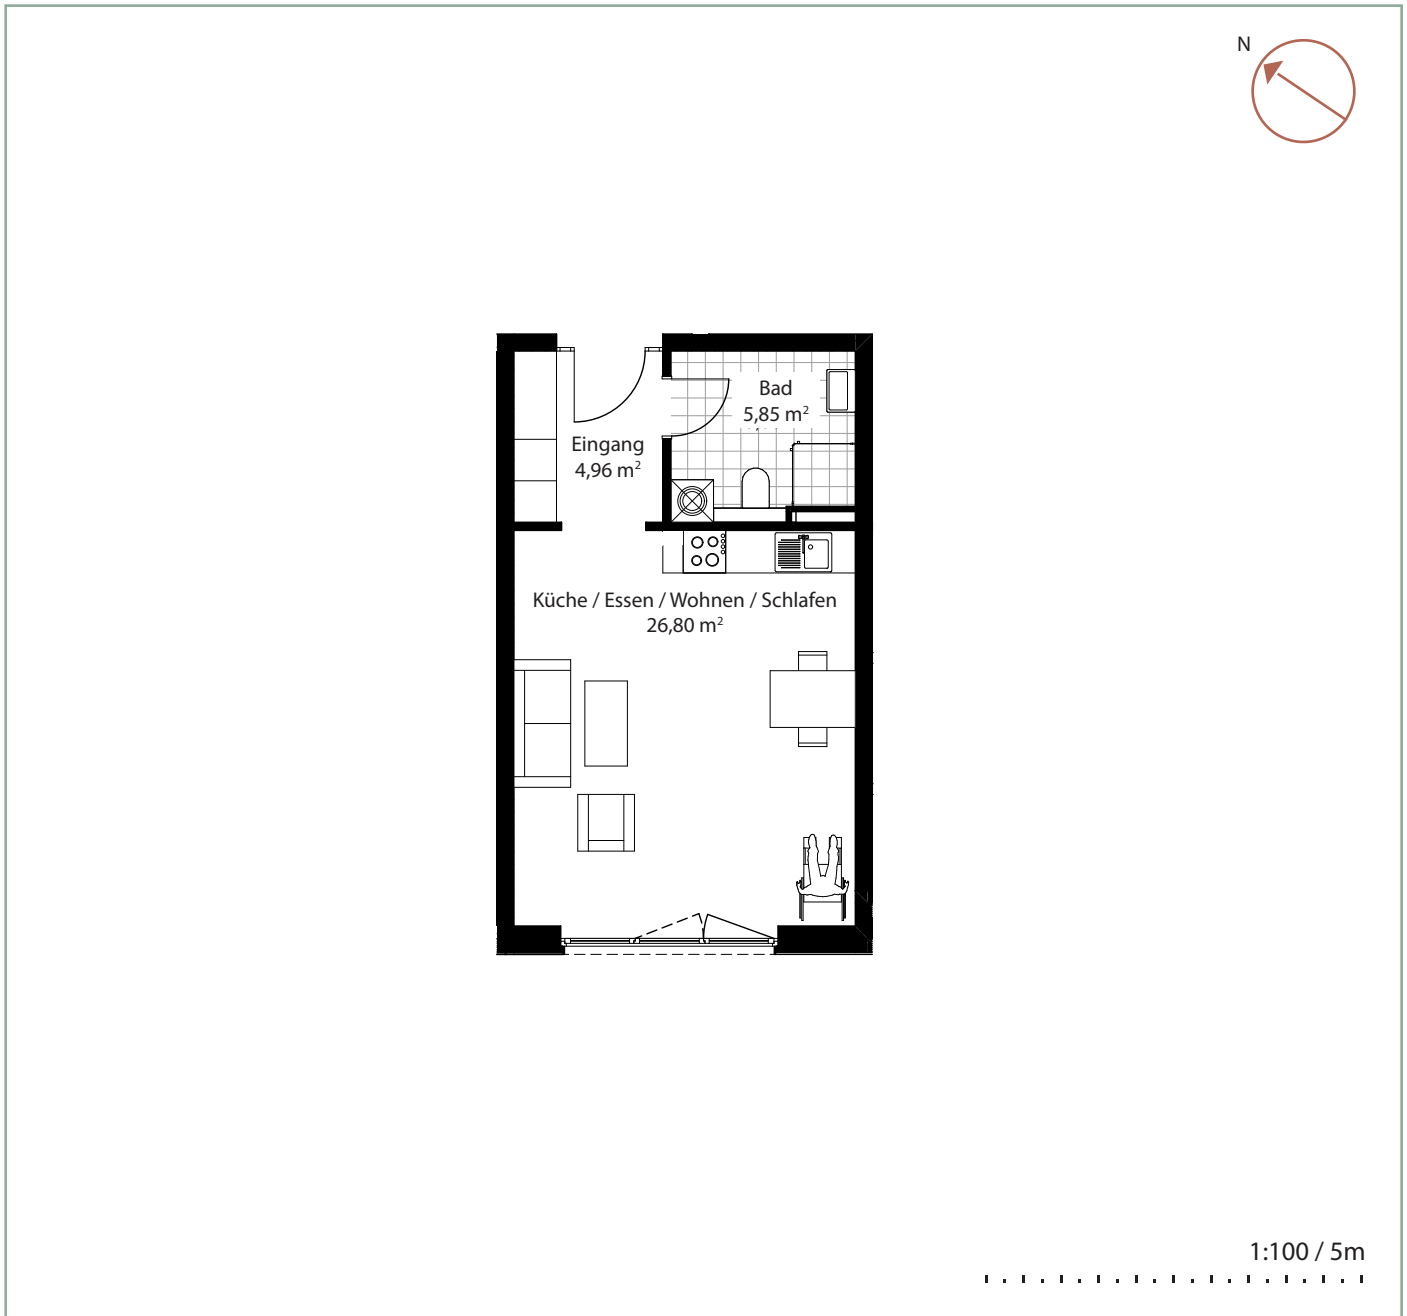 N
Bad
5,85 m²
Eingang
4,96 m²
Küche / Essen / Wohnen / Schlafen
26,80 m²
1:100 / 5m